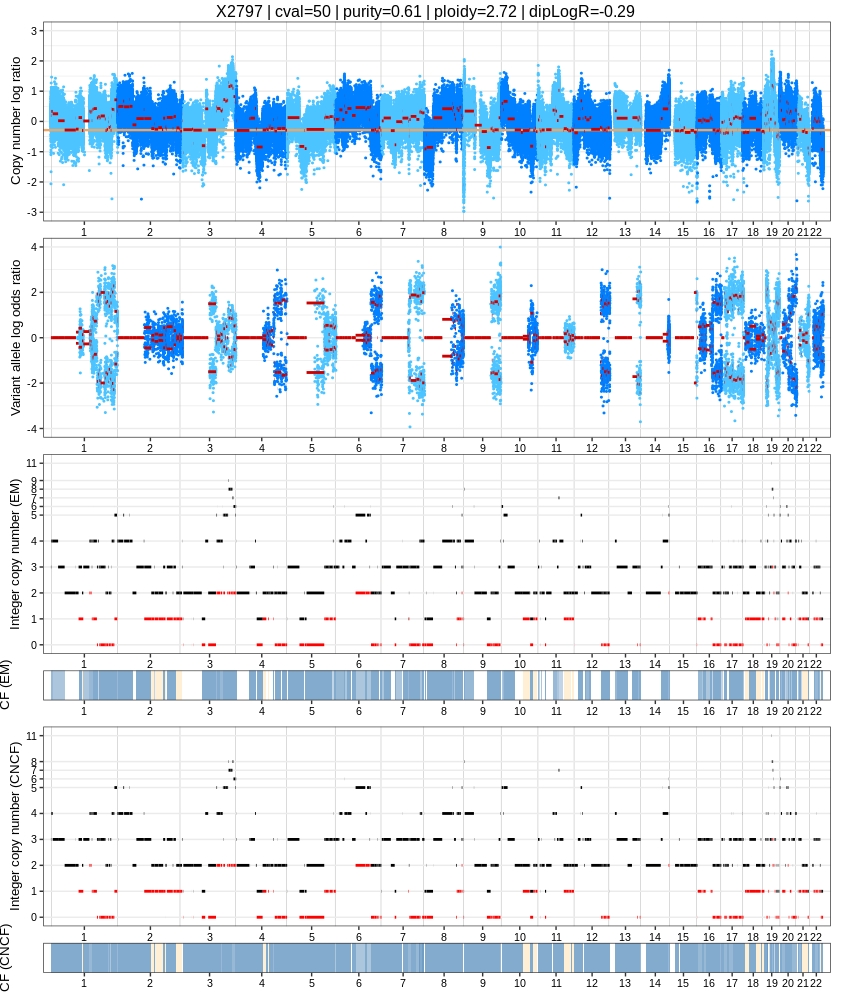 X2797 | cval=50 | purity=0.61 | ploidy=2.72 | dipLogR=-0.29
Copy number log ratio
3
2
1
0
-1
-2
-3
1 2 3 4 5 6 7 8 9 10 11 12 13 14 15 16 17 18 19 20 21 22
Variant allele log odds ratio
4
2
0
-2
-4
1 2 3 4 5 6 7 8 9 10 11 12 13 14 15 16 17 18 19 20 21 22
Integer copy number (EM)
11
9
8
7
6
5
4
3
2
1
0
1 2 3 4 5 6 7 8 9 10 11 12 13 14 15 16 17 18 19 20 21 22
CF (EM)
1 2 3 4 5 6 7 8 9 10 11 12 13 14 15 16 17 18 19 20 21 22
Integer copy number (CNCF)
11
8
7
6
5
4
3
2
1
0
1 2 3 4 5 6 7 8 9 10 11 12 13 14 15 16 17 18 19 20 21 22
CF (CNCF)
1 2 3 4 5 6 7 8 9 10 11 12 13 14 15 16 17 18 19 20 21 22